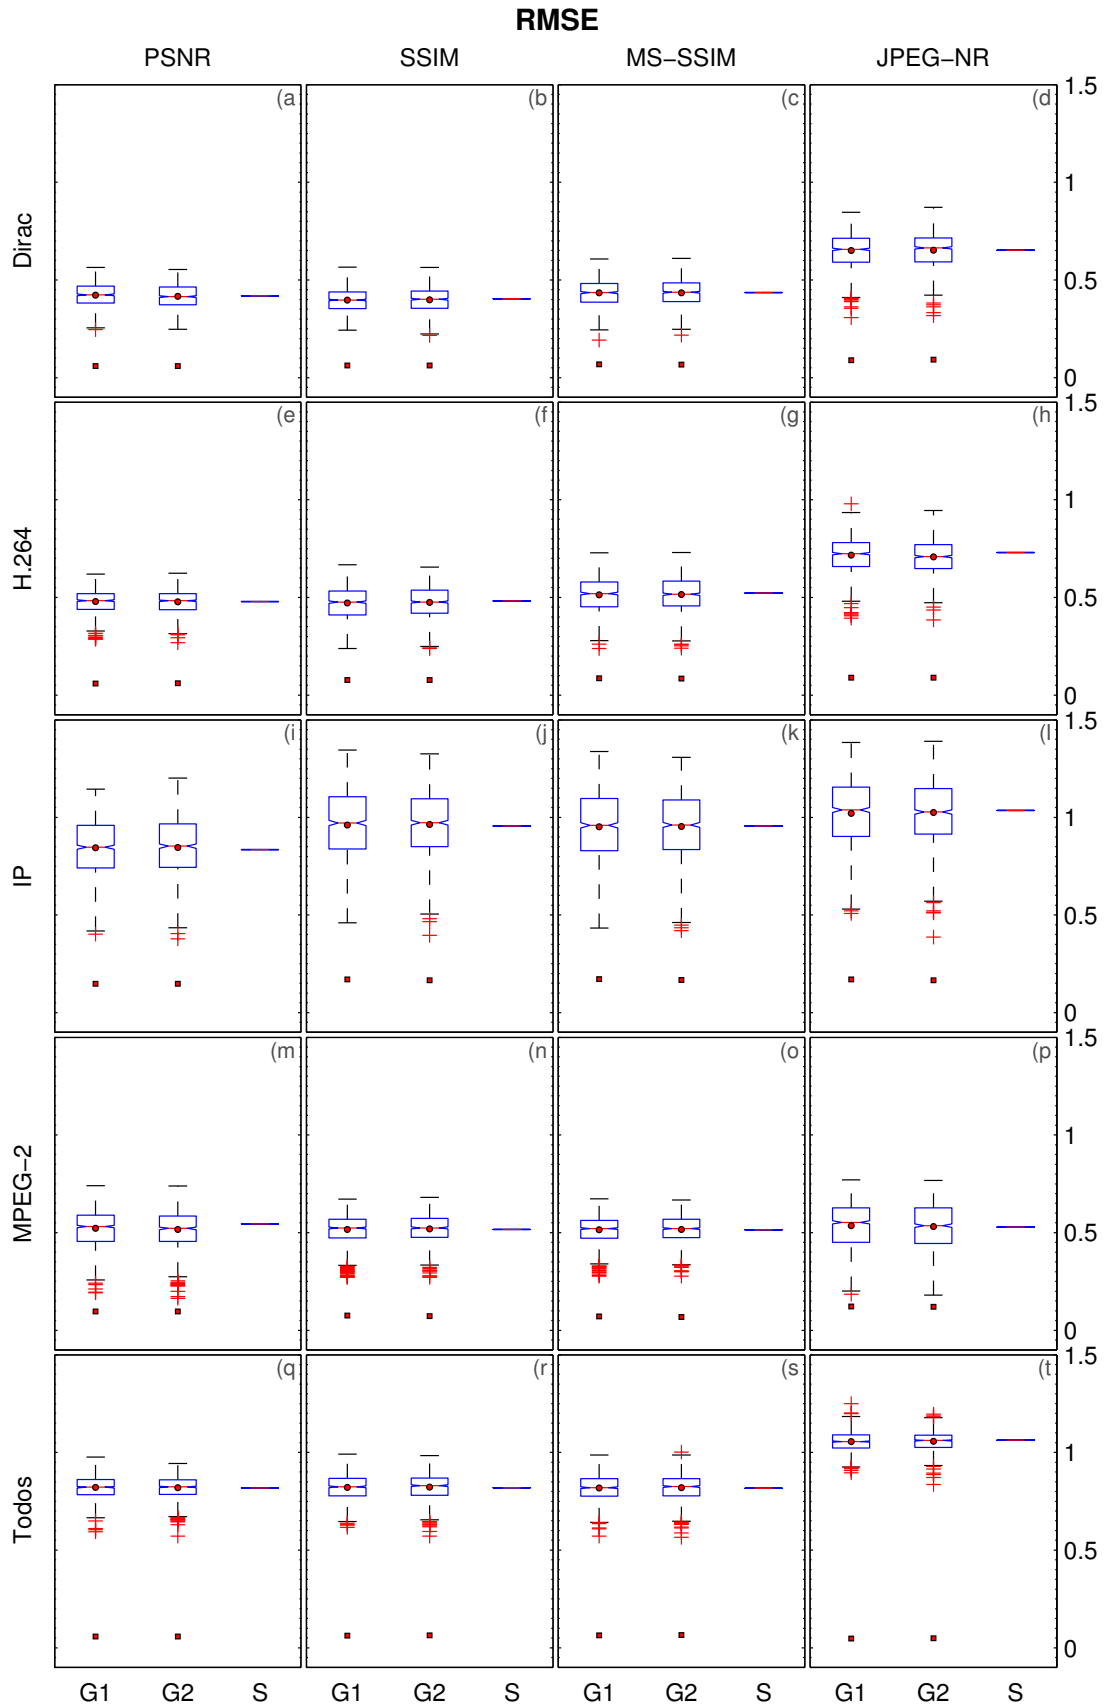 RMSE
PSNR SSIM MS−SSIM JPEG−NR
(a (b (c (d
Dirac
1.5
1
0.5
0
(e (f (g (h
H.264
1.5
1
0.5
0
(i (j (k (l
IP
1.5
1
0.5
0
(m (n (o (p
MPEG−2
1.5
1
0.5
0
(q (r (s (t
Todos
1.5
1
0.5
0
G1 G2 S G1 G2 S G1 G2 S G1 G2 S